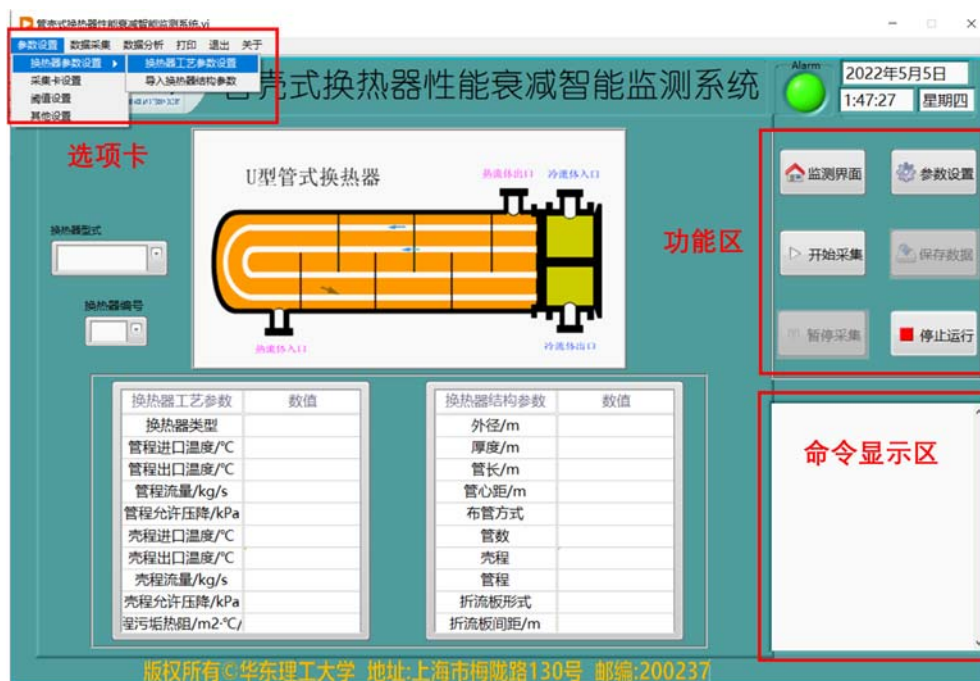 管壳式换热器性能衰减智能监测系统.vi
参数设置 数据采集 数据分析 打印 退出 关于
换热器参数设置 换热器工艺参数设置
采集卡设置 导入换热器结构参数
阈值设置
其他设置
壳式换热器性能衰减智能监测系统
Alarm
2022年5月5日
1:47:27 星期四
选项卡
U型管式换热器
热流体出口 冷流体入口
热流体入口 冷流体出口
换热器型式
换热器编号
功能区
监测界面 参数设置
开始采集 保存数据
暂停采集 停止运行
命令显示区
换热器工艺参数 数值
换热器类型
管程进口温度/℃
管程出口温度/℃
管程流量/kg/s
管程允许压降/kPa
壳程进口温度/℃
壳程出口温度/℃
壳程流量/kg/s
壳程允许压降/kPa
程污垢热阻/m2·℃/
换热器结构参数 数值
外径/m
厚度/m
管长/m
管心距/m
布管方式
管数
壳程
管程
折流板形式
折流板间距/m
版权所有©华东理工大学 地址:上海市梅陇路130号 邮编:200237